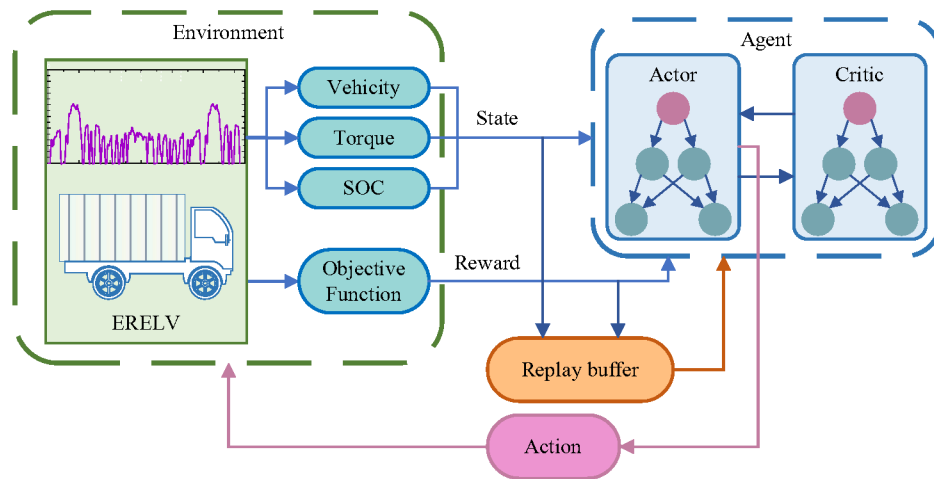 Environment
Agent
Vehicity
Torque
SOC
State
Actor
Critic
ERELV
Objective
Function
Reward
Replay buffer
Action